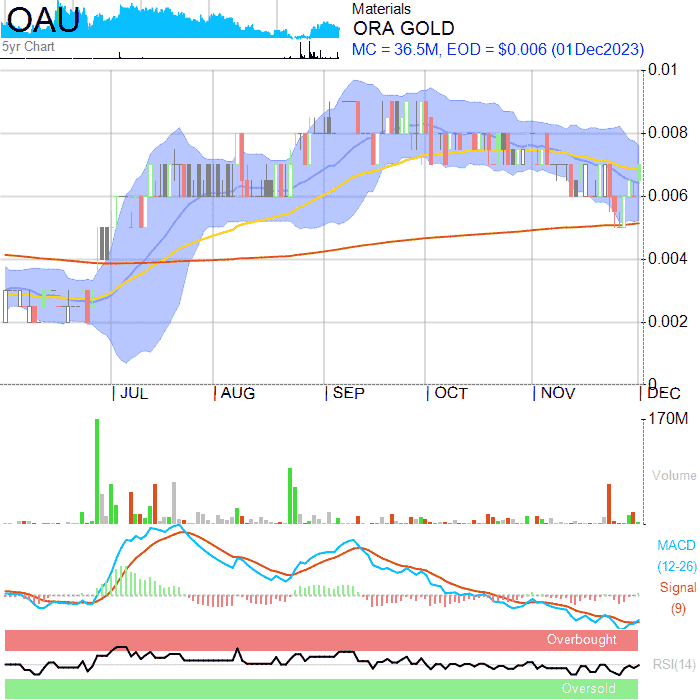 OAU
5yr Chart
Materials
ORA GOLD
MC = 36.5M, EOD = $0.006 (01Dec2023)
0.01
0.008
0.006
0.004
0.002
0
JUL AUG SEP OCT NOV DEC
170M
Volume
MACD
(12-26)
Signal
(9)
Overbought
RSI(14)
Oversold